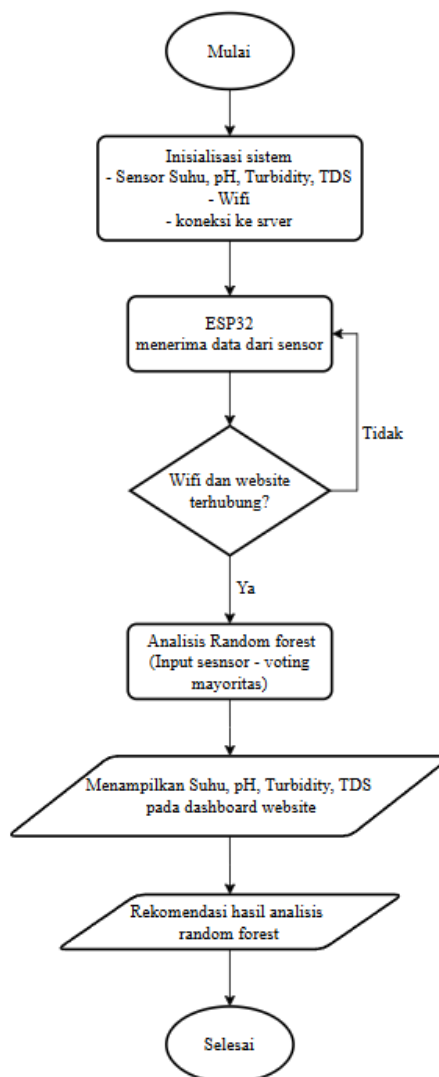 Mulai
Inisialisasi sistem
- Sensor Suhu, pH, Turbidity, TDS
- Wifi
- koneksi ke srver
ESP32
menerima data dari sensor
Tidak
Wifi dan website
terhubung?
Ya
Analisis Random forest
(Input sesnsor - voting
mayoritas)
Menampilkan Suhu, pH, Turbidity, TDS
pada dashboard website
Rekomendasi hasil analisis
random forest
Selesai